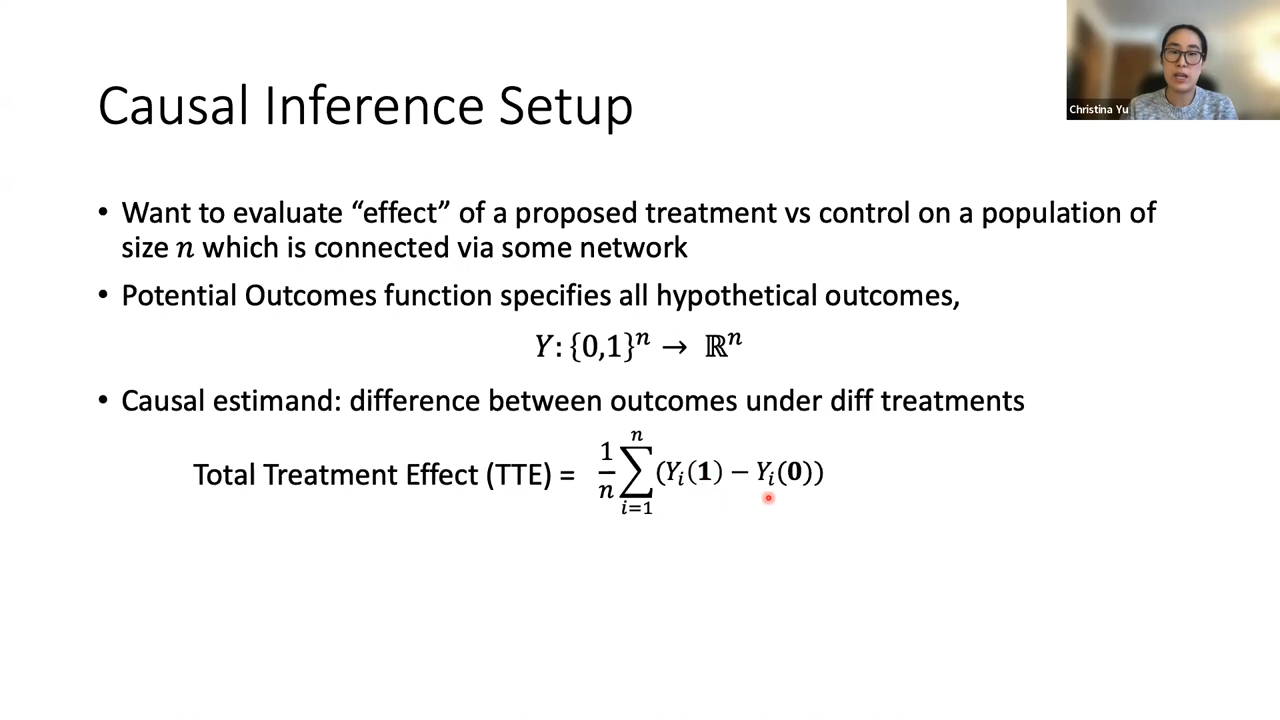 Causal Inference Setup
Christina Yu
• Want to evaluate “effect” of a proposed treatment vs control on a population of
size n which is connected via some network
• Potential Outcomes function specifies all hypothetical outcomes,
Y: {0,1}ⁿ → ℝⁿ
• Causal estimand: difference between outcomes under diff treatments
Total Treatment Effect (TTE) = 1/n ∑ᵢ₌₁ⁿ (Yᵢ(𝟏) − Yᵢ(𝟎))